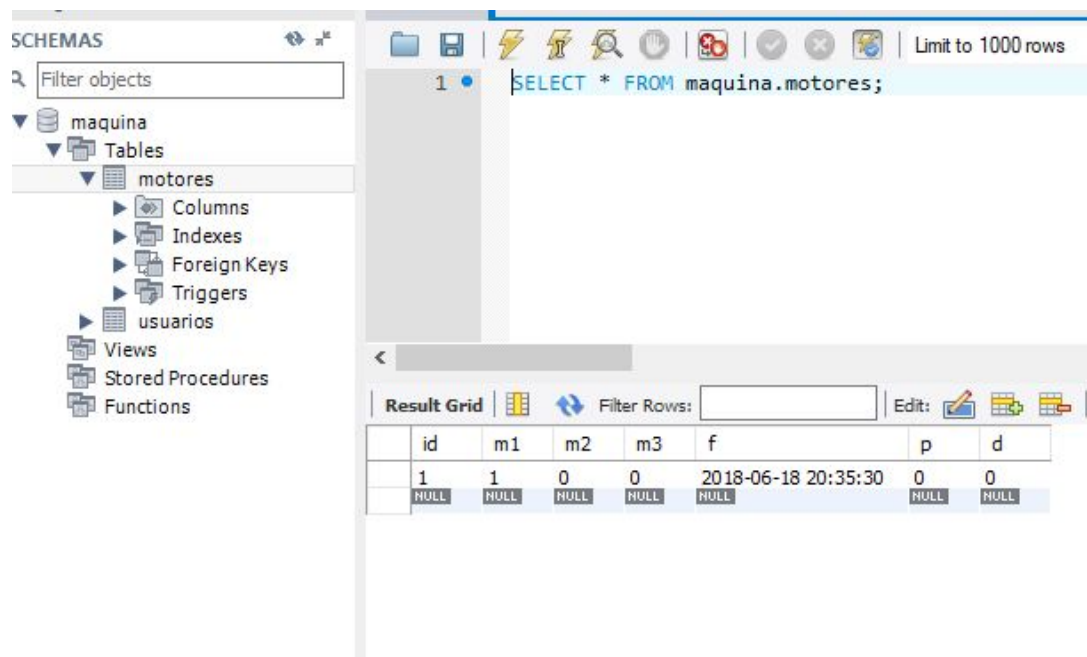 SCHEMAS
Filter objects
maquina
Tables
motores
Columns
Indexes
Foreign Keys
Triggers
usuarios
Views
Stored Procedures
Functions
Limit to 1000 rows
1 SELECT * FROM maquina.motores;
Result Grid Filter Rows: Edit:
id m1 m2 m3 f p d
1 1 0 0 2018-06-18 20:35:30 0 0
NULL NULL NULL NULL NULL NULL NULL